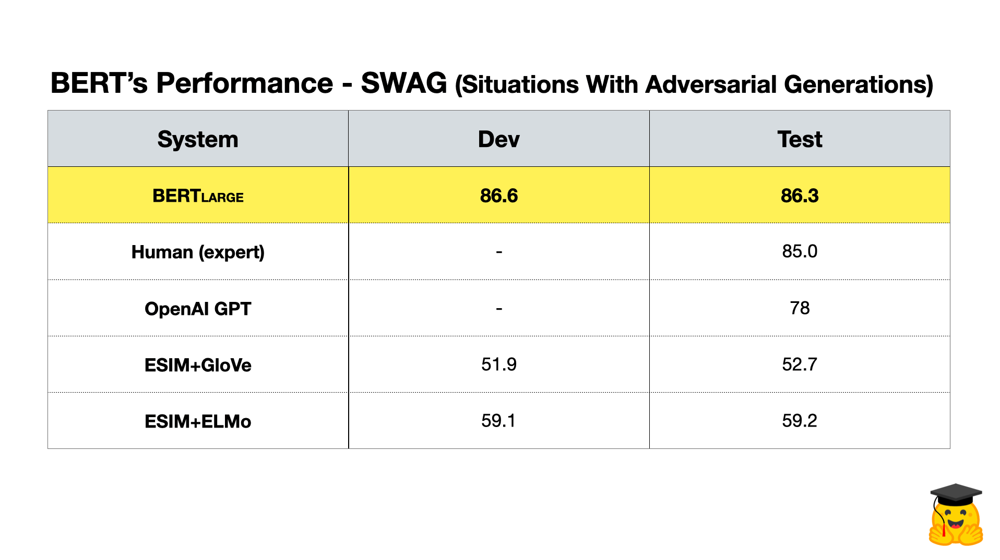 BERT’s Performance - SWAG (Situations With Adversarial Generations)
System Dev Test
BERTLARGE 86.6 86.3
Human (expert) - 85.0
OpenAI GPT - 78
ESIM+GloVe 51.9 52.7
ESIM+ELMo 59.1 59.2